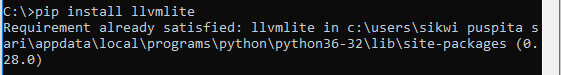 C:\>pip install llvmlite
Requirement already satisfied: llvmlite in c:\users\sikwi puspita s
ari\appdata\local\programs\python\python36-32\lib\site-packages (0.
28.0)